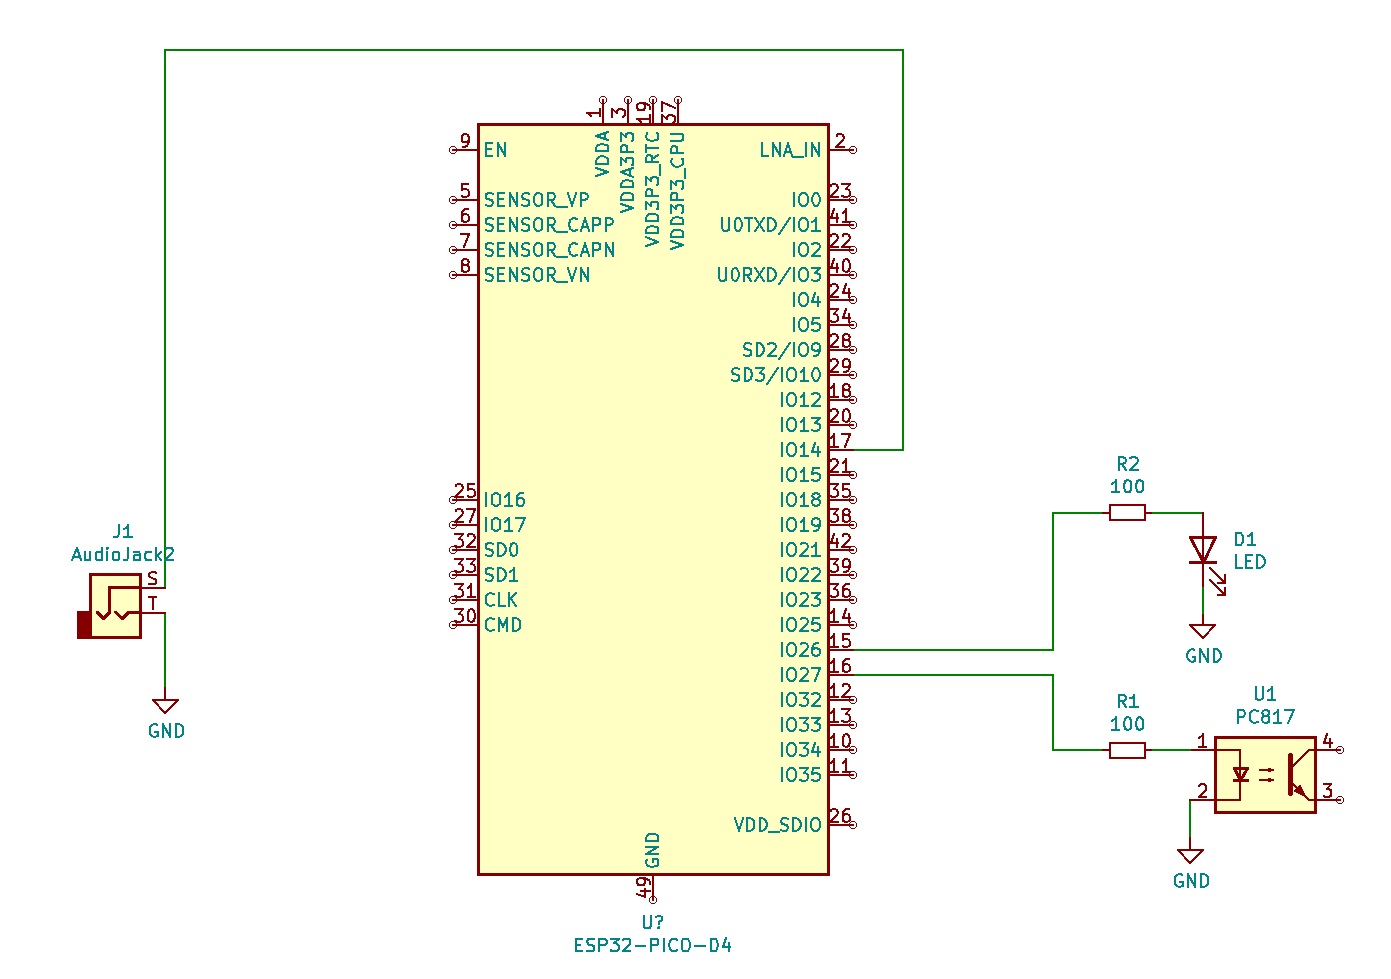 1
VDDA
3
VDDA3P3
19
VDD3P3_RTC
37
VDD3P3_CPU
9
EN
LNA_IN
2
5
SENSOR_VP
IO0
23
6
SENSOR_CAPP
U0TXD/IO1
41
7
SENSOR_CAPN
IO2
22
8
SENSOR_VN
U0RXD/IO3
40
IO4
24
IO5
34
SD2/IO9
28
SD3/IO10
29
IO12
18
IO13
20
IO14
17
IO15
21
25
IO16
IO18
35
27
IO17
IO19
38
32
SD0
IO21
42
33
SD1
IO22
39
31
CLK
IO23
36
30
CMD
IO25
14
IO26
15
IO27
16
IO32
12
IO33
13
IO34
10
IO35
11
VDD_SDIO
26
GND
49
U?
ESP32-PICO-D4
J1
AudioJack2
S
T
GND
R2
100
D1
LED
GND
R1
100
U1
PC817
1
2
4
3
GND